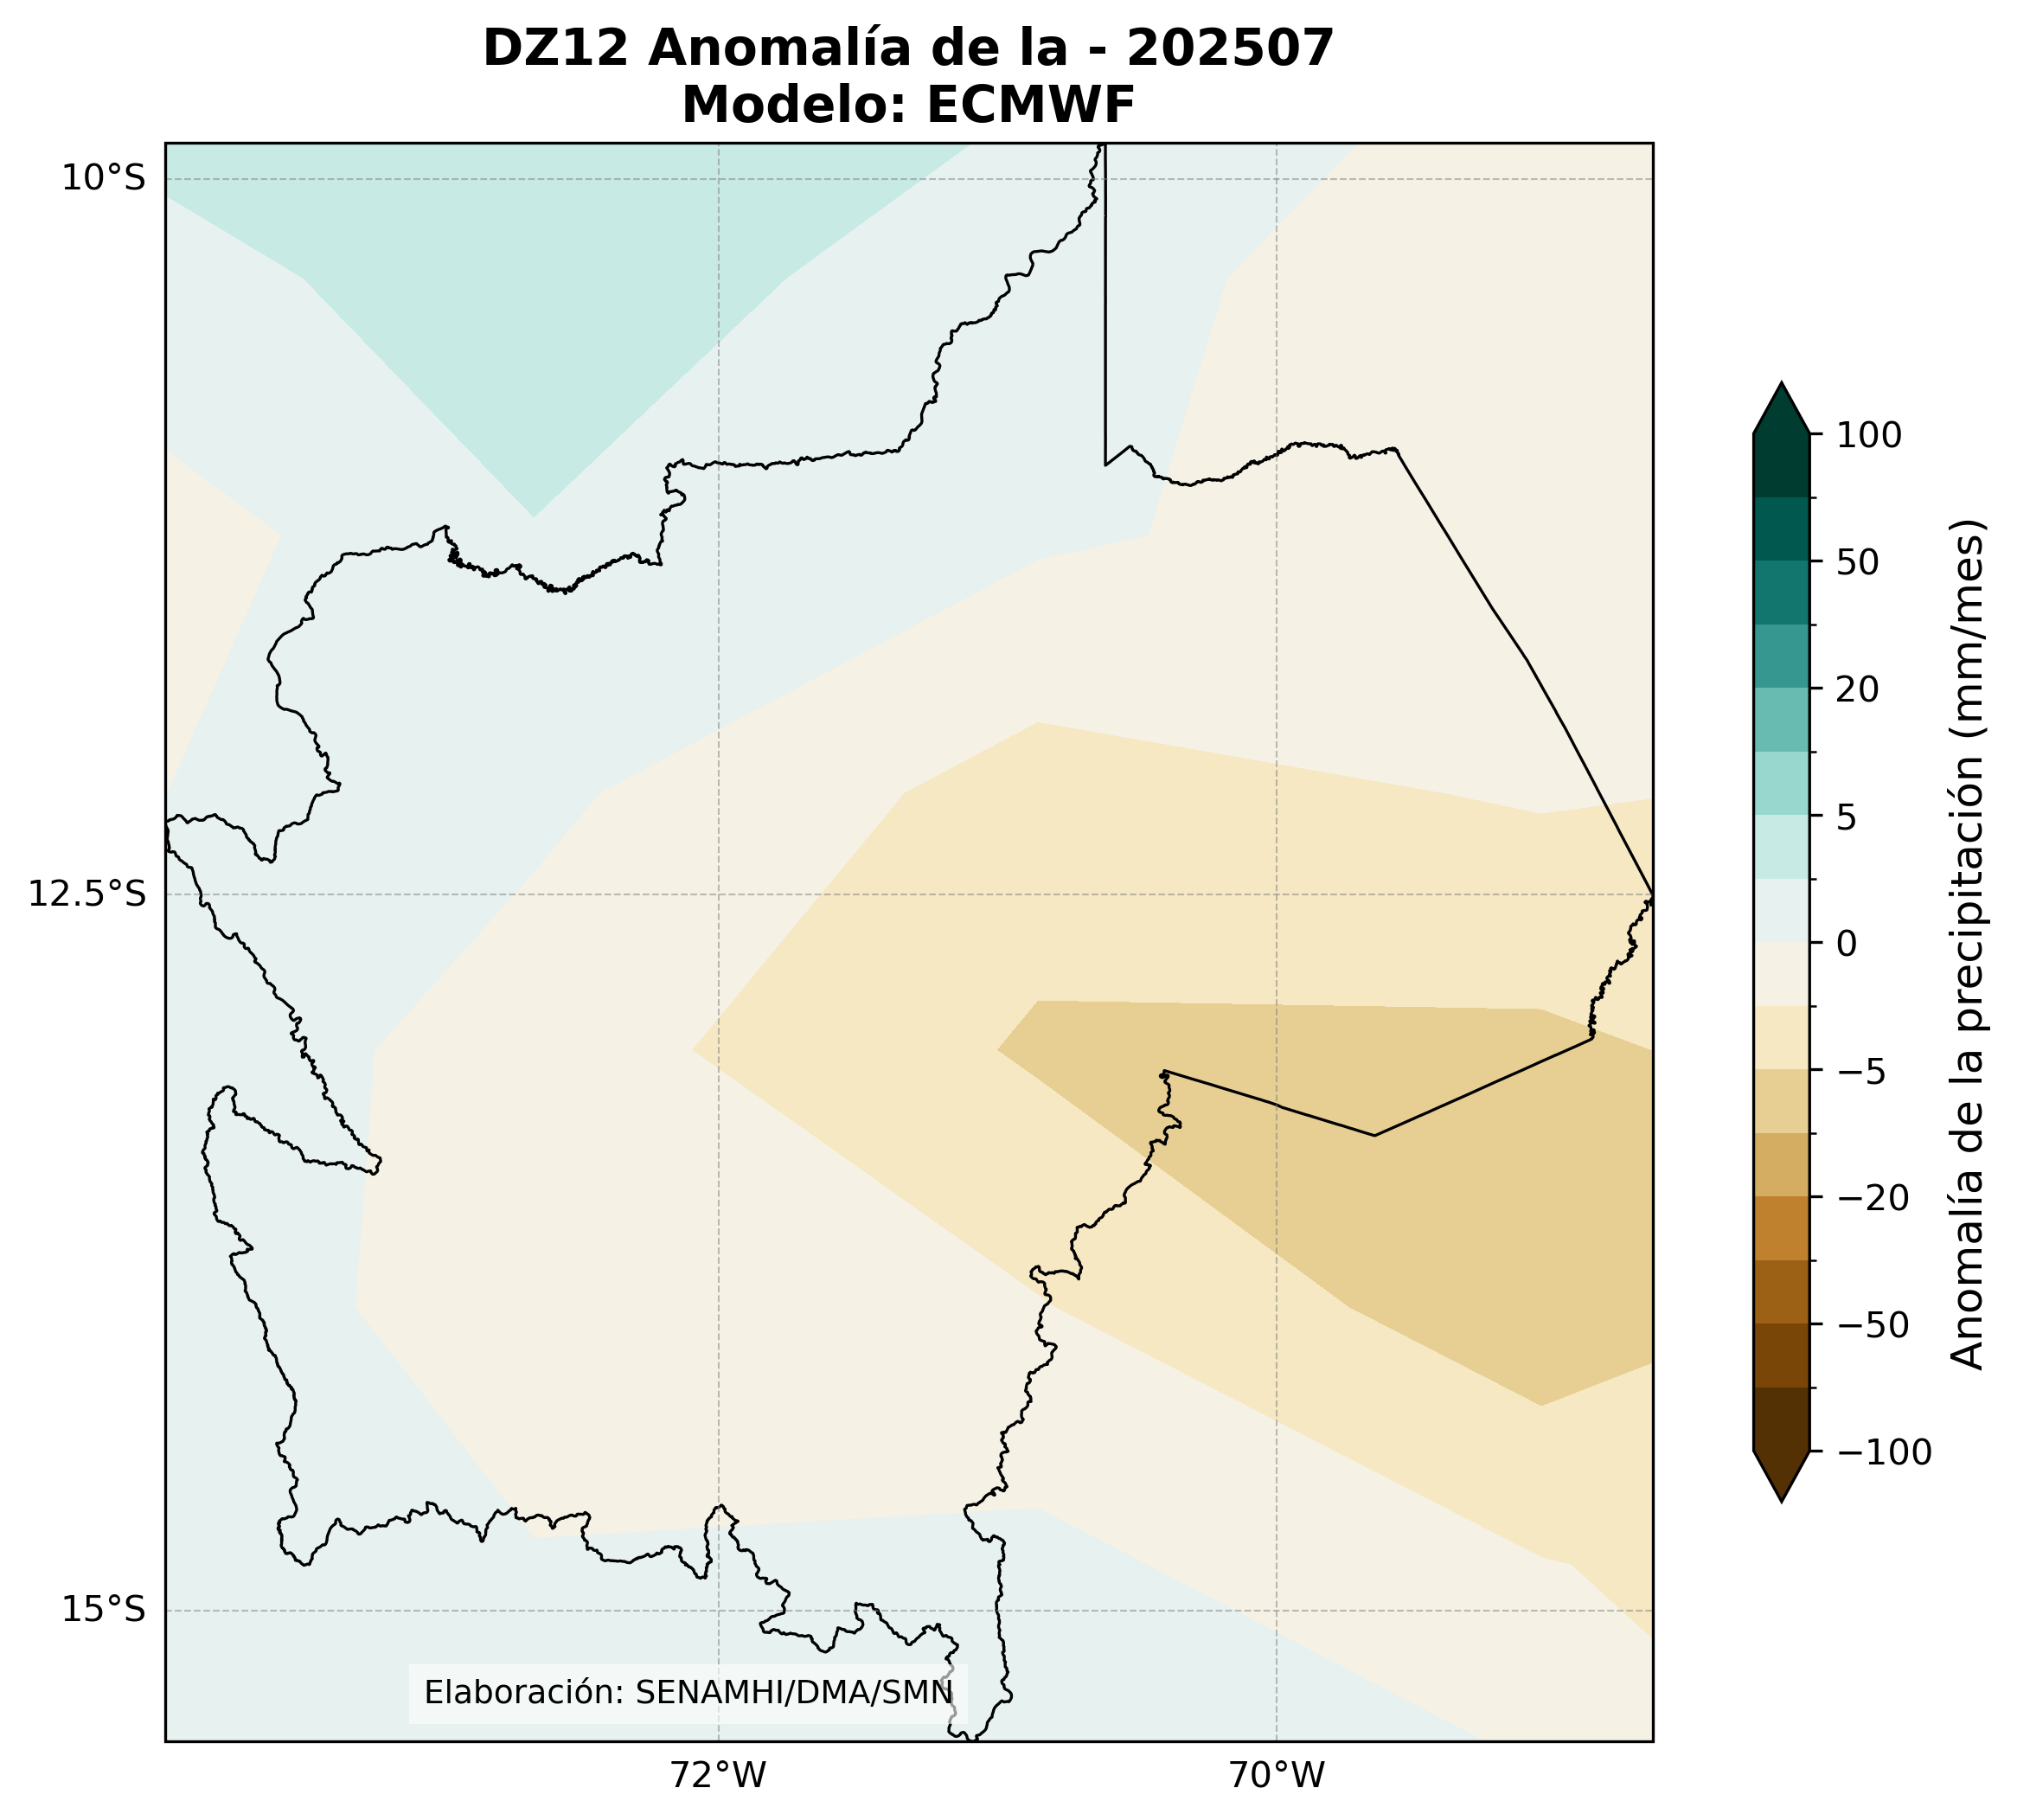 DZ12 Anomalía de la - 202507
Modelo: ECMWF
10°S
12.5°S
15°S
72°W
70°W
Elaboración: SENAMHI/DMA/SMN
100
50
20
5
0
−5
−20
−50
−100
Anomalía de la precipitación (mm/mes)